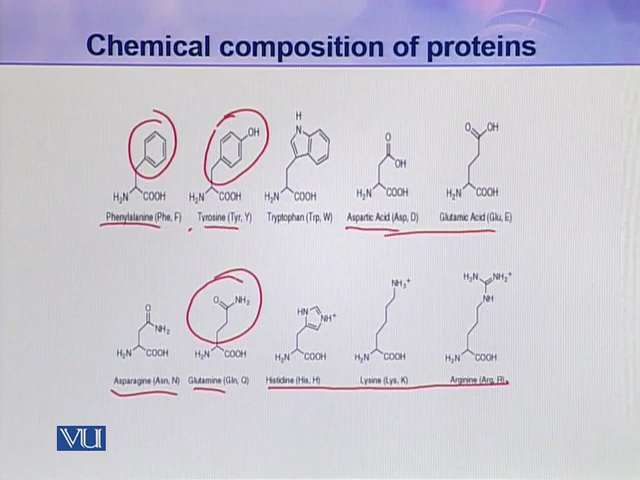 Chemical composition of proteins
OH
H
N
O
OH
O
OH
H₂N COOH
H₂N COOH
H₂N COOH
H₂N COOH
H₂N COOH
Phenylalanine (Phe, F)
Tyrosine (Tyr, Y)
Tryptophan (Trp, W)
Aspartic Acid (Asp, D)
Glutamic Acid (Glu, E)
O
NH₂
O
NH₂
HN
NH⁺
NH₃⁺
H₂N
NH₂⁺
NH
H₂N COOH
H₂N COOH
H₂N COOH
H₂N COOH
H₂N COOH
Asparagine (Asn, N)
Glutamine (Gln, Q)
Histidine (His, H)
Lysine (Lys, K)
Arginine (Arg, R)
VU